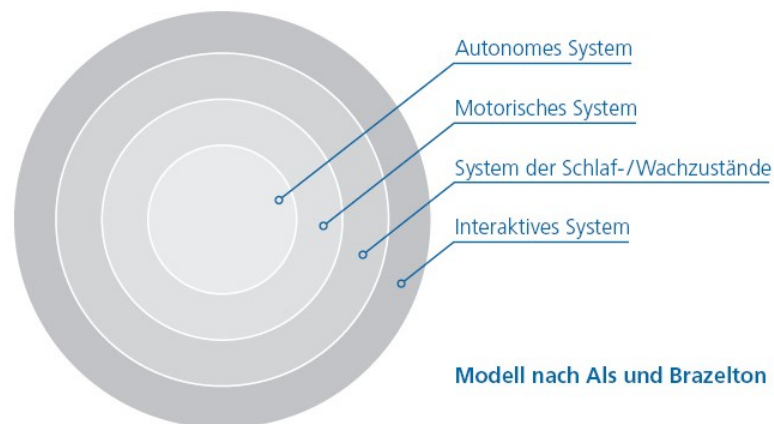 Autonomes System
Motorisches System
System der Schlaf-/Wachzustände
Interaktives System
Modell nach Als und Brazelton